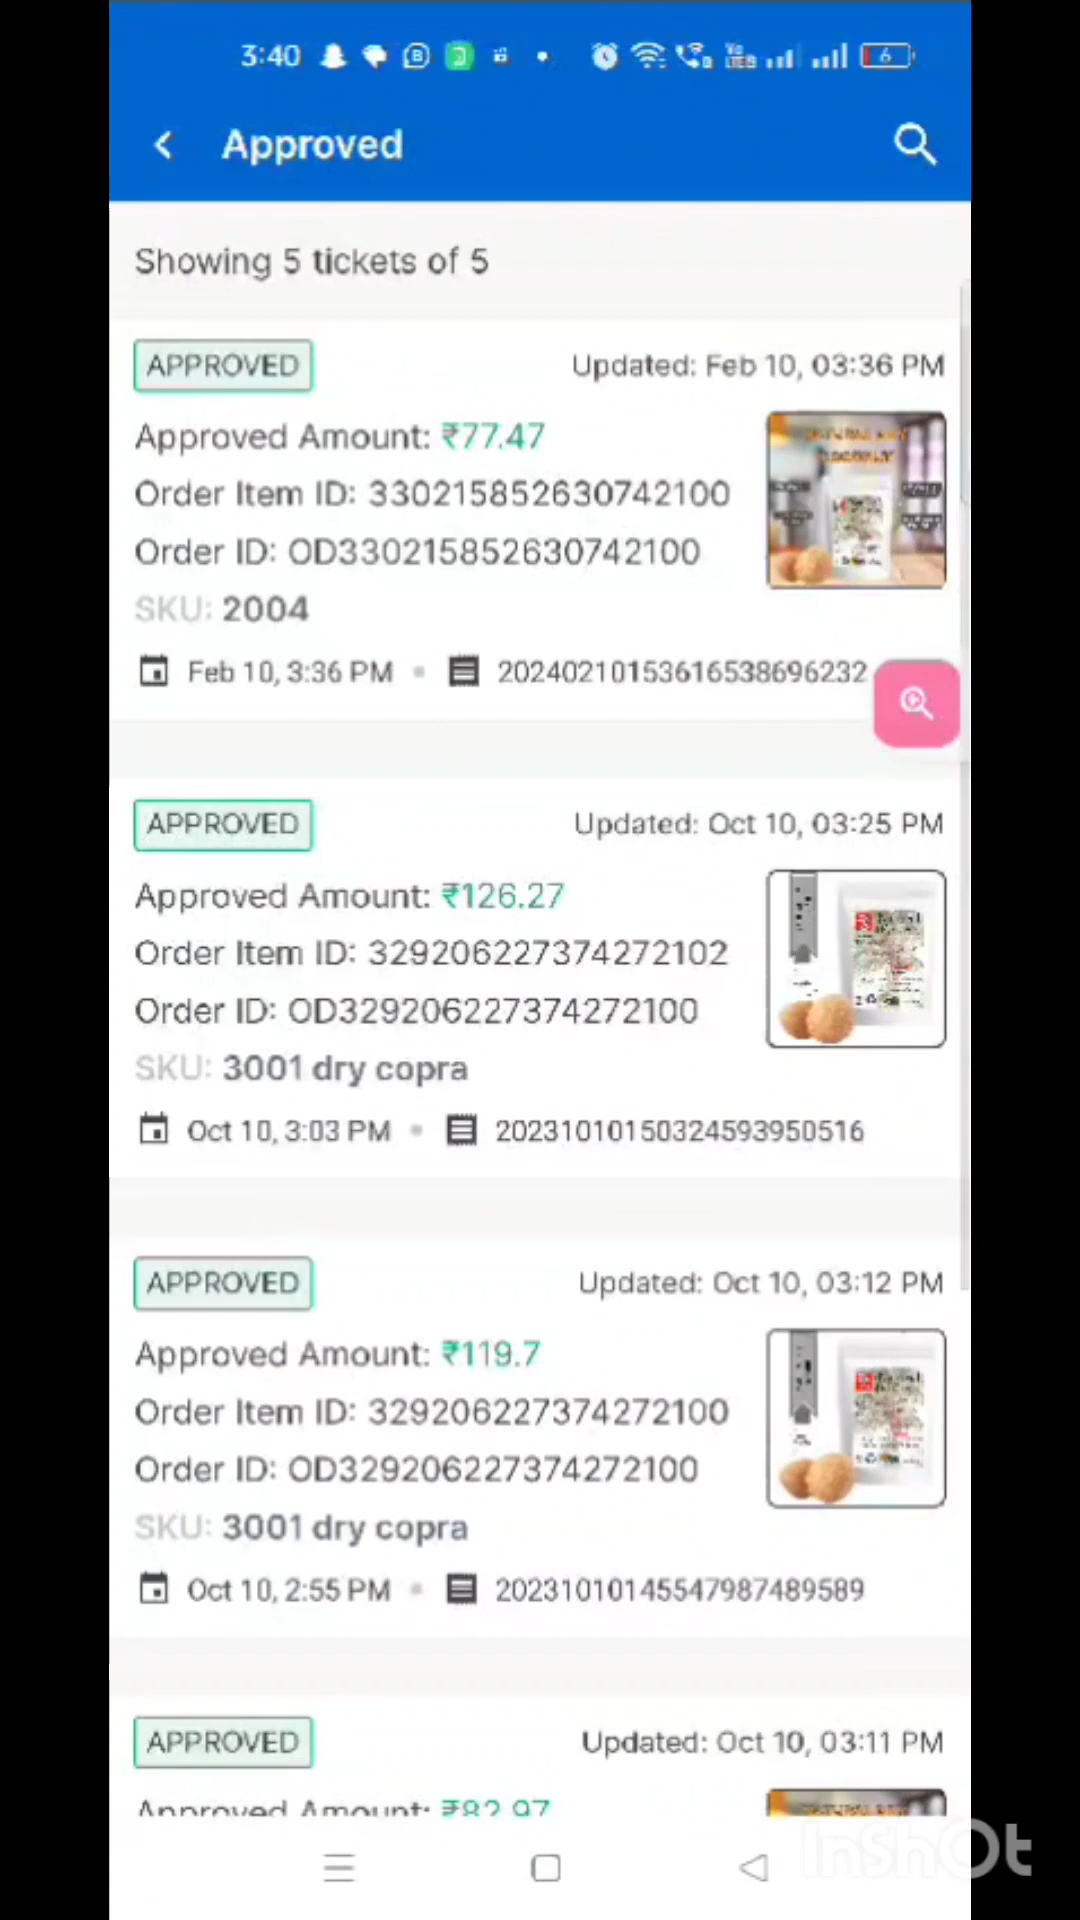 3:40
6
Approved
Showing 5 tickets of 5
APPROVED
Updated: Feb 10, 03:36 PM
Approved Amount: ₹77.47
Order Item ID: 330215852630742100
Order ID: OD330215852630742100
SKU: 2004
Feb 10, 3:36 PM • 20240210153616538696232
APPROVED
Updated: Oct 10, 03:25 PM
Approved Amount: ₹126.27
Order Item ID: 329206227374272102
Order ID: OD329206227374272100
SKU: 3001 dry copra
Oct 10, 3:03 PM • 20231010150324593950516
APPROVED
Updated: Oct 10, 03:12 PM
Approved Amount: ₹119.7
Order Item ID: 329206227374272100
Order ID: OD329206227374272100
SKU: 3001 dry copra
Oct 10, 2:55 PM • 20231010145547987489589
APPROVED
Updated: Oct 10, 03:11 PM
Approved Amount: ₹82.97
InShOt